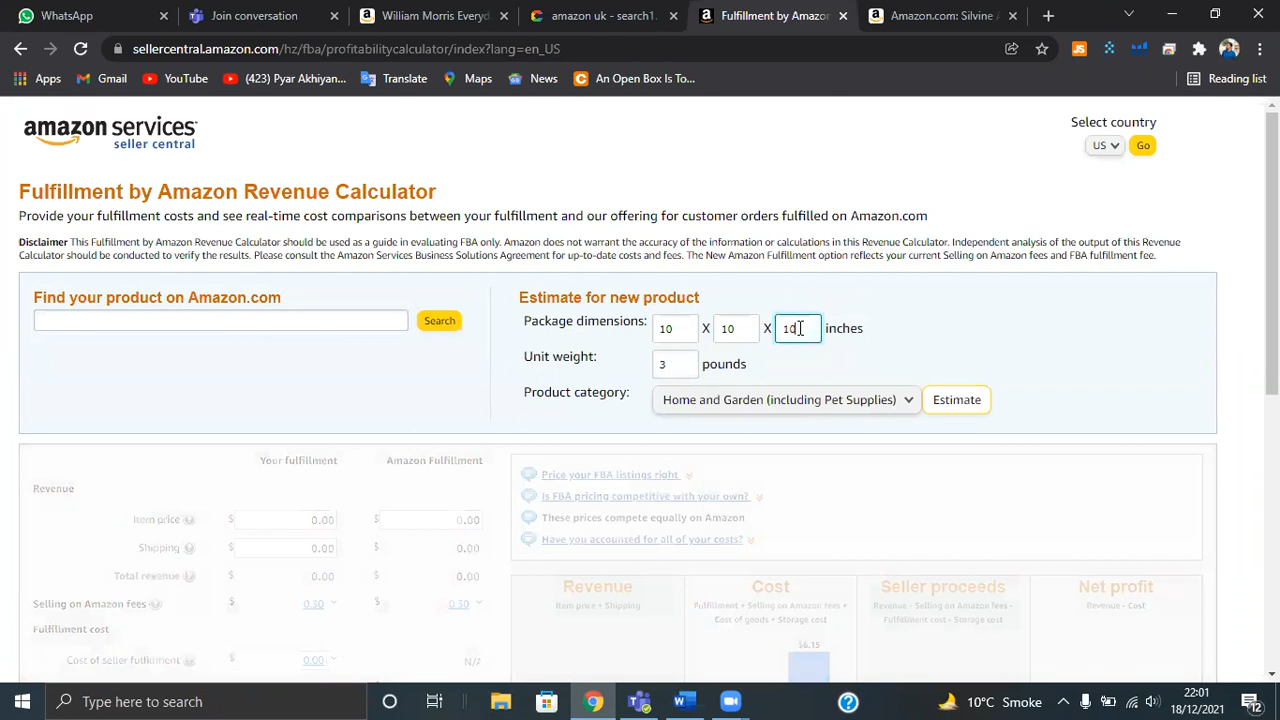 WhatsApp
Join conversation
William Morris Everyd
amazon uk - search1.
Fulfillment by Amazo
Amazon.com: Silvine A
sellercentral.amazon.com/hz/fba/profitabilitycalculator/index?lang=en_US
Apps
Gmail
YouTube
(423) Pyar Akhiyan...
Translate
Maps
News
An Open Box Is To...
Reading list
amazon services
seller central
Select country
US
Go
Fulfillment by Amazon Revenue Calculator
Provide your fulfillment costs and see real-time cost comparisons between your fulfillment and our offering for customer orders fulfilled on Amazon.com
Disclaimer This Fulfillment by Amazon Revenue Calculator should be used as a guide in evaluating FBA only. Amazon does not warrant the accuracy of the information or calculations in this Revenue Calculator. Independent analysis of the output of this Revenue
Calculator should be conducted to verify the results. Please consult the Amazon Services Business Solutions Agreement for up-to-date costs and fees. The New Amazon Fulfillment option reflects your current Selling on Amazon fees and FBA fulfillment fee.
Find your product on Amazon.com
Search
Estimate for new product
Package dimensions: 10 X 10 X 10 inches
Unit weight: 3 pounds
Product category: Home and Garden (including Pet Supplies) Estimate
Your fulfillment Amazon Fulfillment
Revenue
Item price $ 0.00 $ 0.00
Shipping $ 0.00 $ 0.00
Total revenue $ 0.00 $ 0.00
Selling on Amazon fees $ 0.30 $ 0.30
Fulfillment cost
Cost of seller fulfillment $ 0.00 N/A
Price your FBA listings right
Is FBA pricing competitive with your own?
These prices compete equally on Amazon
Have you accounted for all of your costs?
Revenue
Item price + Shipping
Cost
Fulfillment + Selling on Amazon fees +
Cost of goods + Storage cost
$6.15
Seller proceeds
Revenue - Selling on Amazon fees -
Fulfillment cost - Storage cost
Net profit
Revenue - Cost
Type here to search
10°C Smoke
22:01
18/12/2021
12